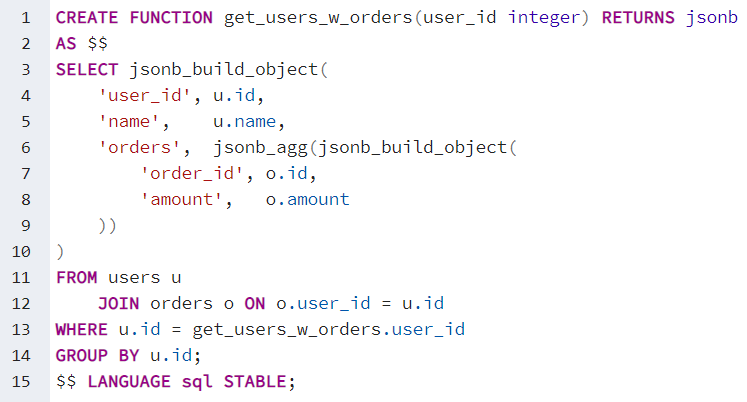 1 CREATE FUNCTION get_users_w_orders(user_id integer) RETURNS jsonb
2 AS $$
3 SELECT jsonb_build_object(
4     'user_id', u.id,
5     'name',    u.name,
6     'orders',  jsonb_agg(jsonb_build_object(
7         'order_id', o.id,
8         'amount',   o.amount
9     ))
10 )
11 FROM users u
12     JOIN orders o ON o.user_id = u.id
13 WHERE u.id = get_users_w_orders.user_id
14 GROUP BY u.id;
15 $$ LANGUAGE sql STABLE;